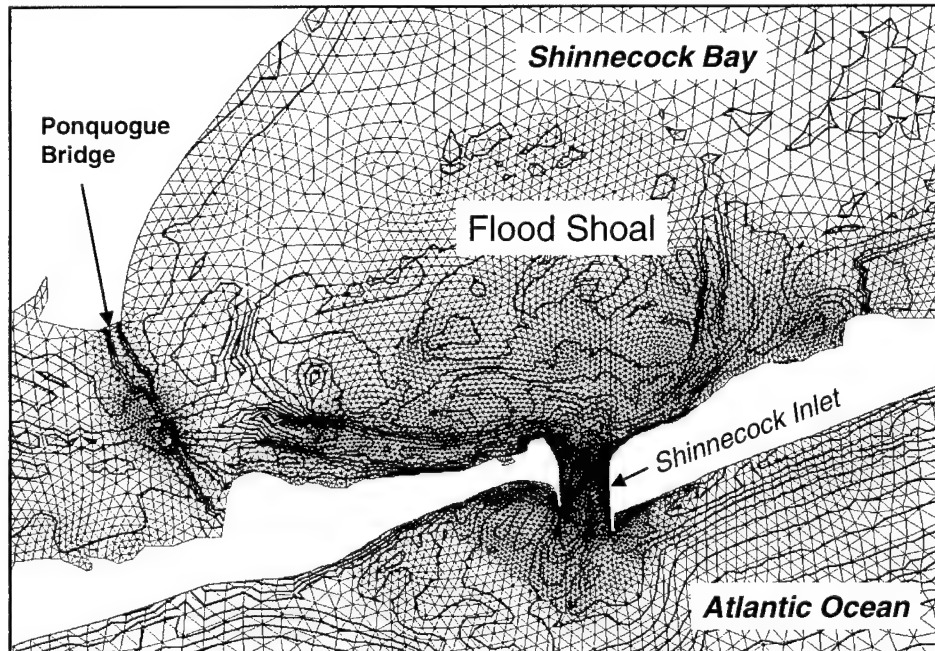 Shinnecock Bay
Ponquogue
Bridge
Flood Shoal
Shinnecock Inlet
Atlantic Ocean